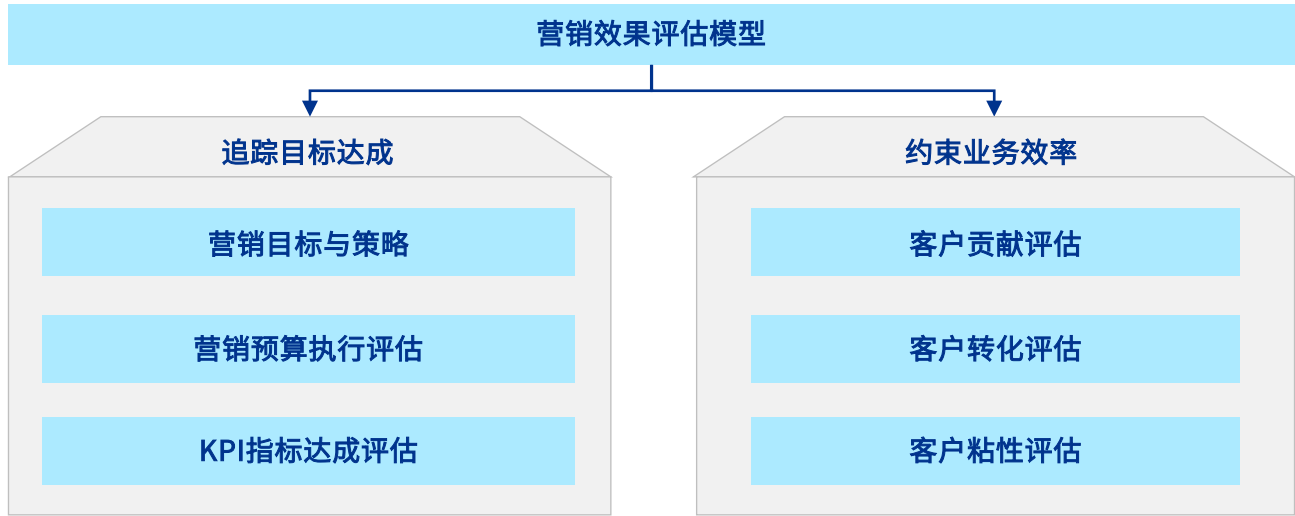 营销效果评估模型
追踪目标达成
营销目标与策略
营销预算执行评估
KPI指标达成评估
约束业务效率
客户贡献评估
客户转化评估
客户粘性评估